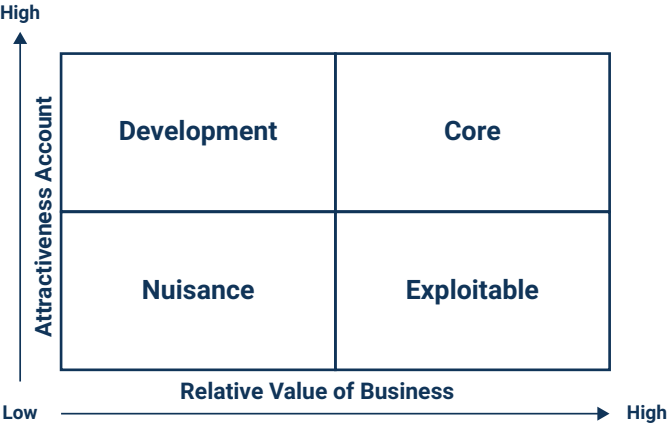 High
Attractiveness Account
Development
Core
Nuisance
Exploitable
Relative Value of Business
Low
High